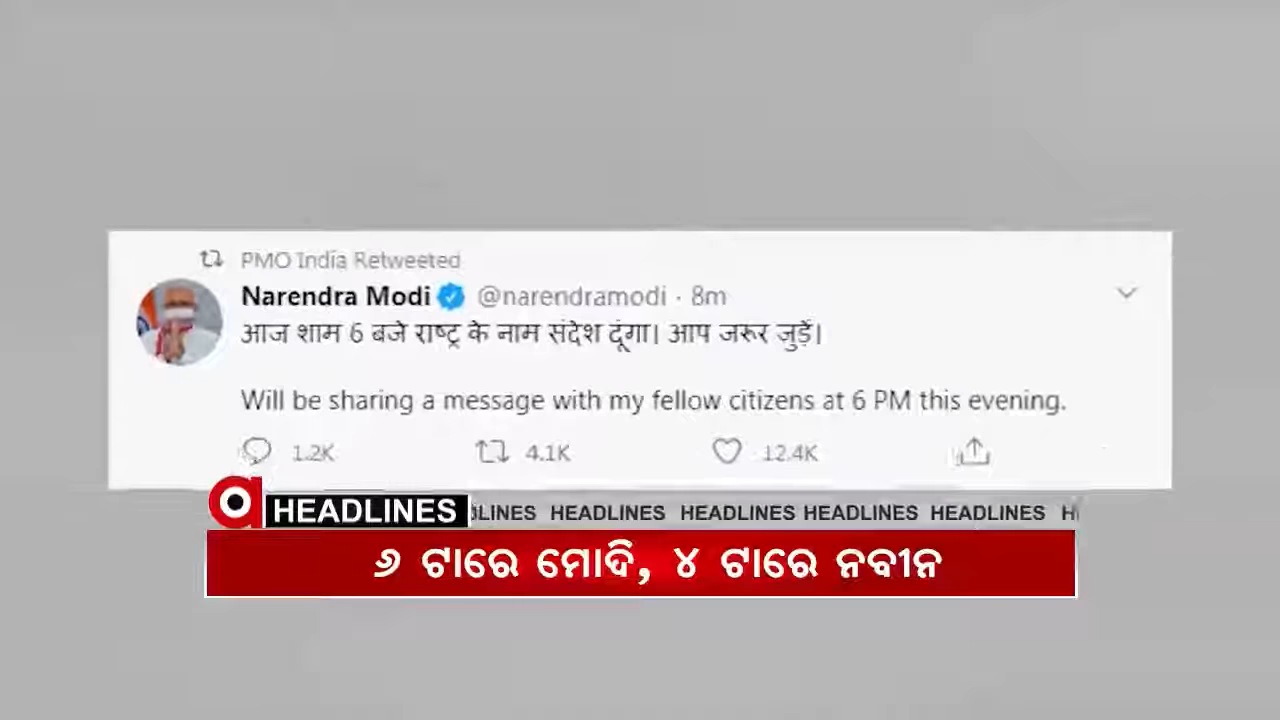 PMO India Retweeted
Narendra Modi @narendramodi · 8m
आज शाम 6 बजे राष्ट्र के नाम संदेश दूंगा। आप जरूर जुड़ें।
Will be sharing a message with my fellow citizens at 6 PM this evening.
1.2K 4.1K 12.4K
a HEADLINES DLINES HEADLINES HEADLINES HEADLINES HEADLINES H
୬ ଟାରେ ମୋଦି, ୪ ଟାରେ ନବୀନ